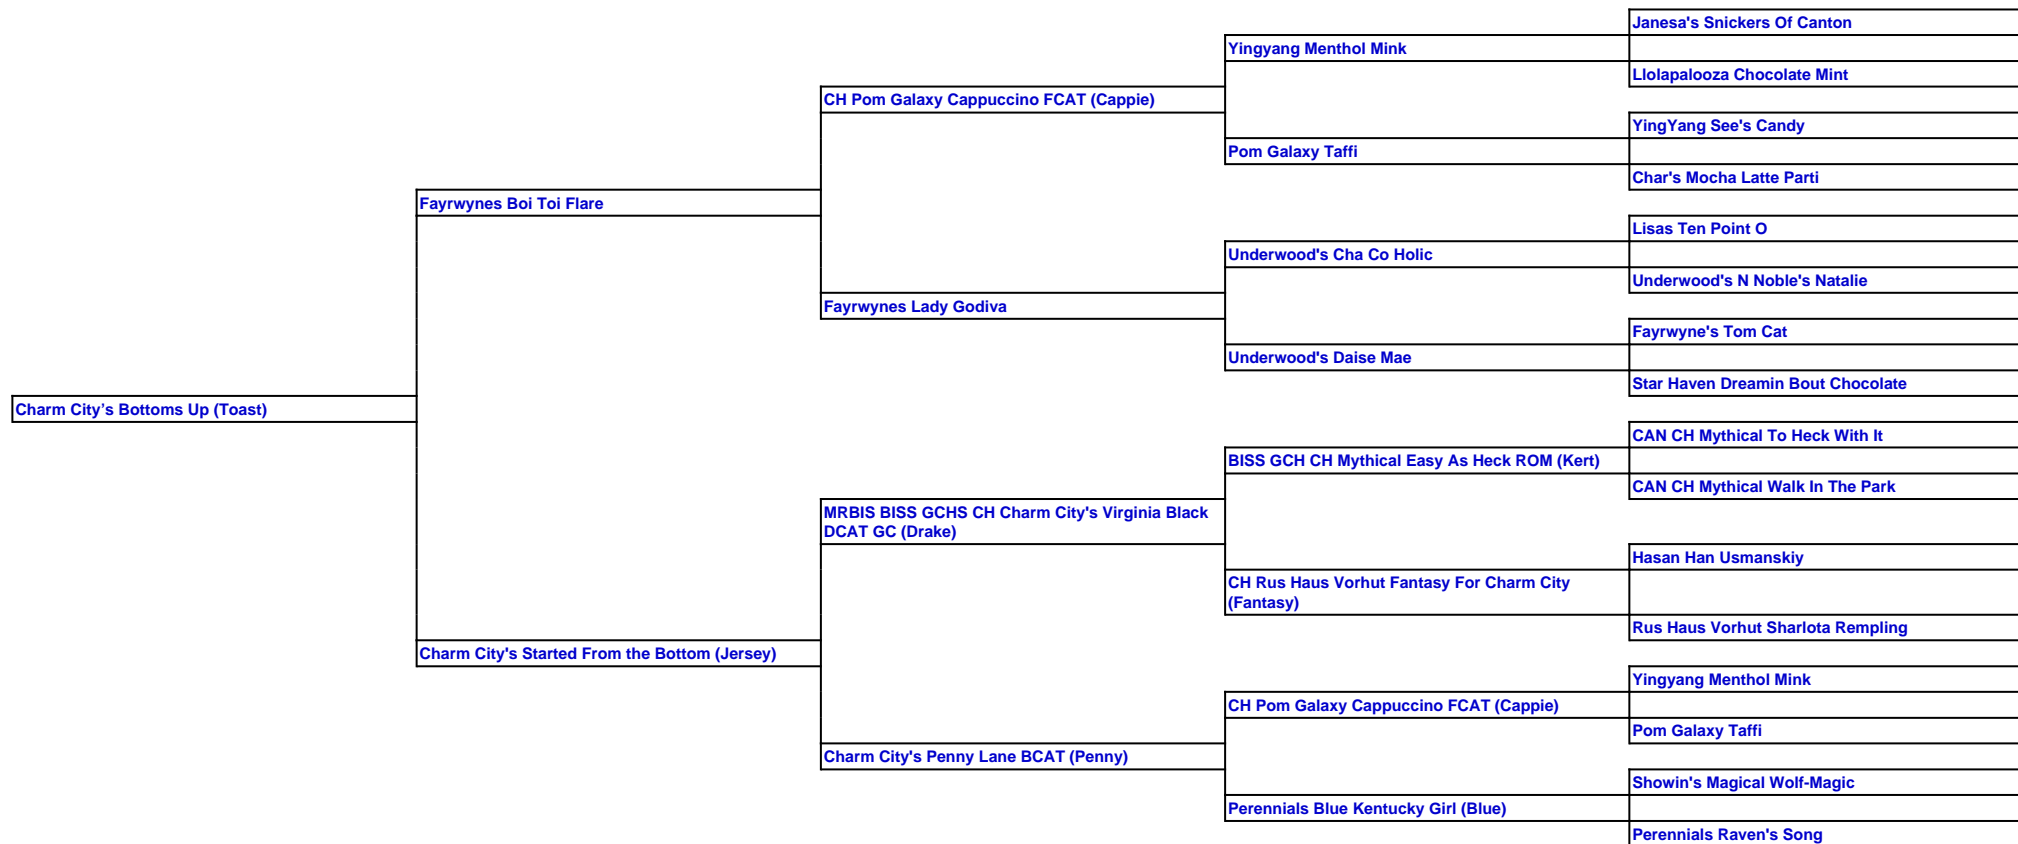 Janesa's Snickers Of Canton
Yingyang Menthol Mink
Llolapalooza Chocolate Mint
CH Pom Galaxy Cappuccino FCAT (Cappie)
YingYang See's Candy
Pom Galaxy Taffi
Char's Mocha Latte Parti
Fayrwynes Boi Toi Flare
Lisas Ten Point O
Underwood's Cha Co Holic
Underwood's N Noble's Natalie
Fayrwynes Lady Godiva
Fayrwyne's Tom Cat
Underwood's Daise Mae
Star Haven Dreamin Bout Chocolate
Charm City’s Bottoms Up (Toast)
CAN CH Mythical To Heck With It
BISS GCH CH Mythical Easy As Heck ROM (Kert)
CAN CH Mythical Walk In The Park
MRBIS BISS GCHS CH Charm City's Virginia Black
DCAT GC (Drake)
Hasan Han Usmanskiy
CH Rus Haus Vorhut Fantasy For Charm City
(Fantasy)
Rus Haus Vorhut Sharlota Rempling
Charm City's Started From the Bottom (Jersey)
Yingyang Menthol Mink
CH Pom Galaxy Cappuccino FCAT (Cappie)
Pom Galaxy Taffi
Charm City's Penny Lane BCAT (Penny)
Showin's Magical Wolf-Magic
Perennials Blue Kentucky Girl (Blue)
Perennials Raven's Song